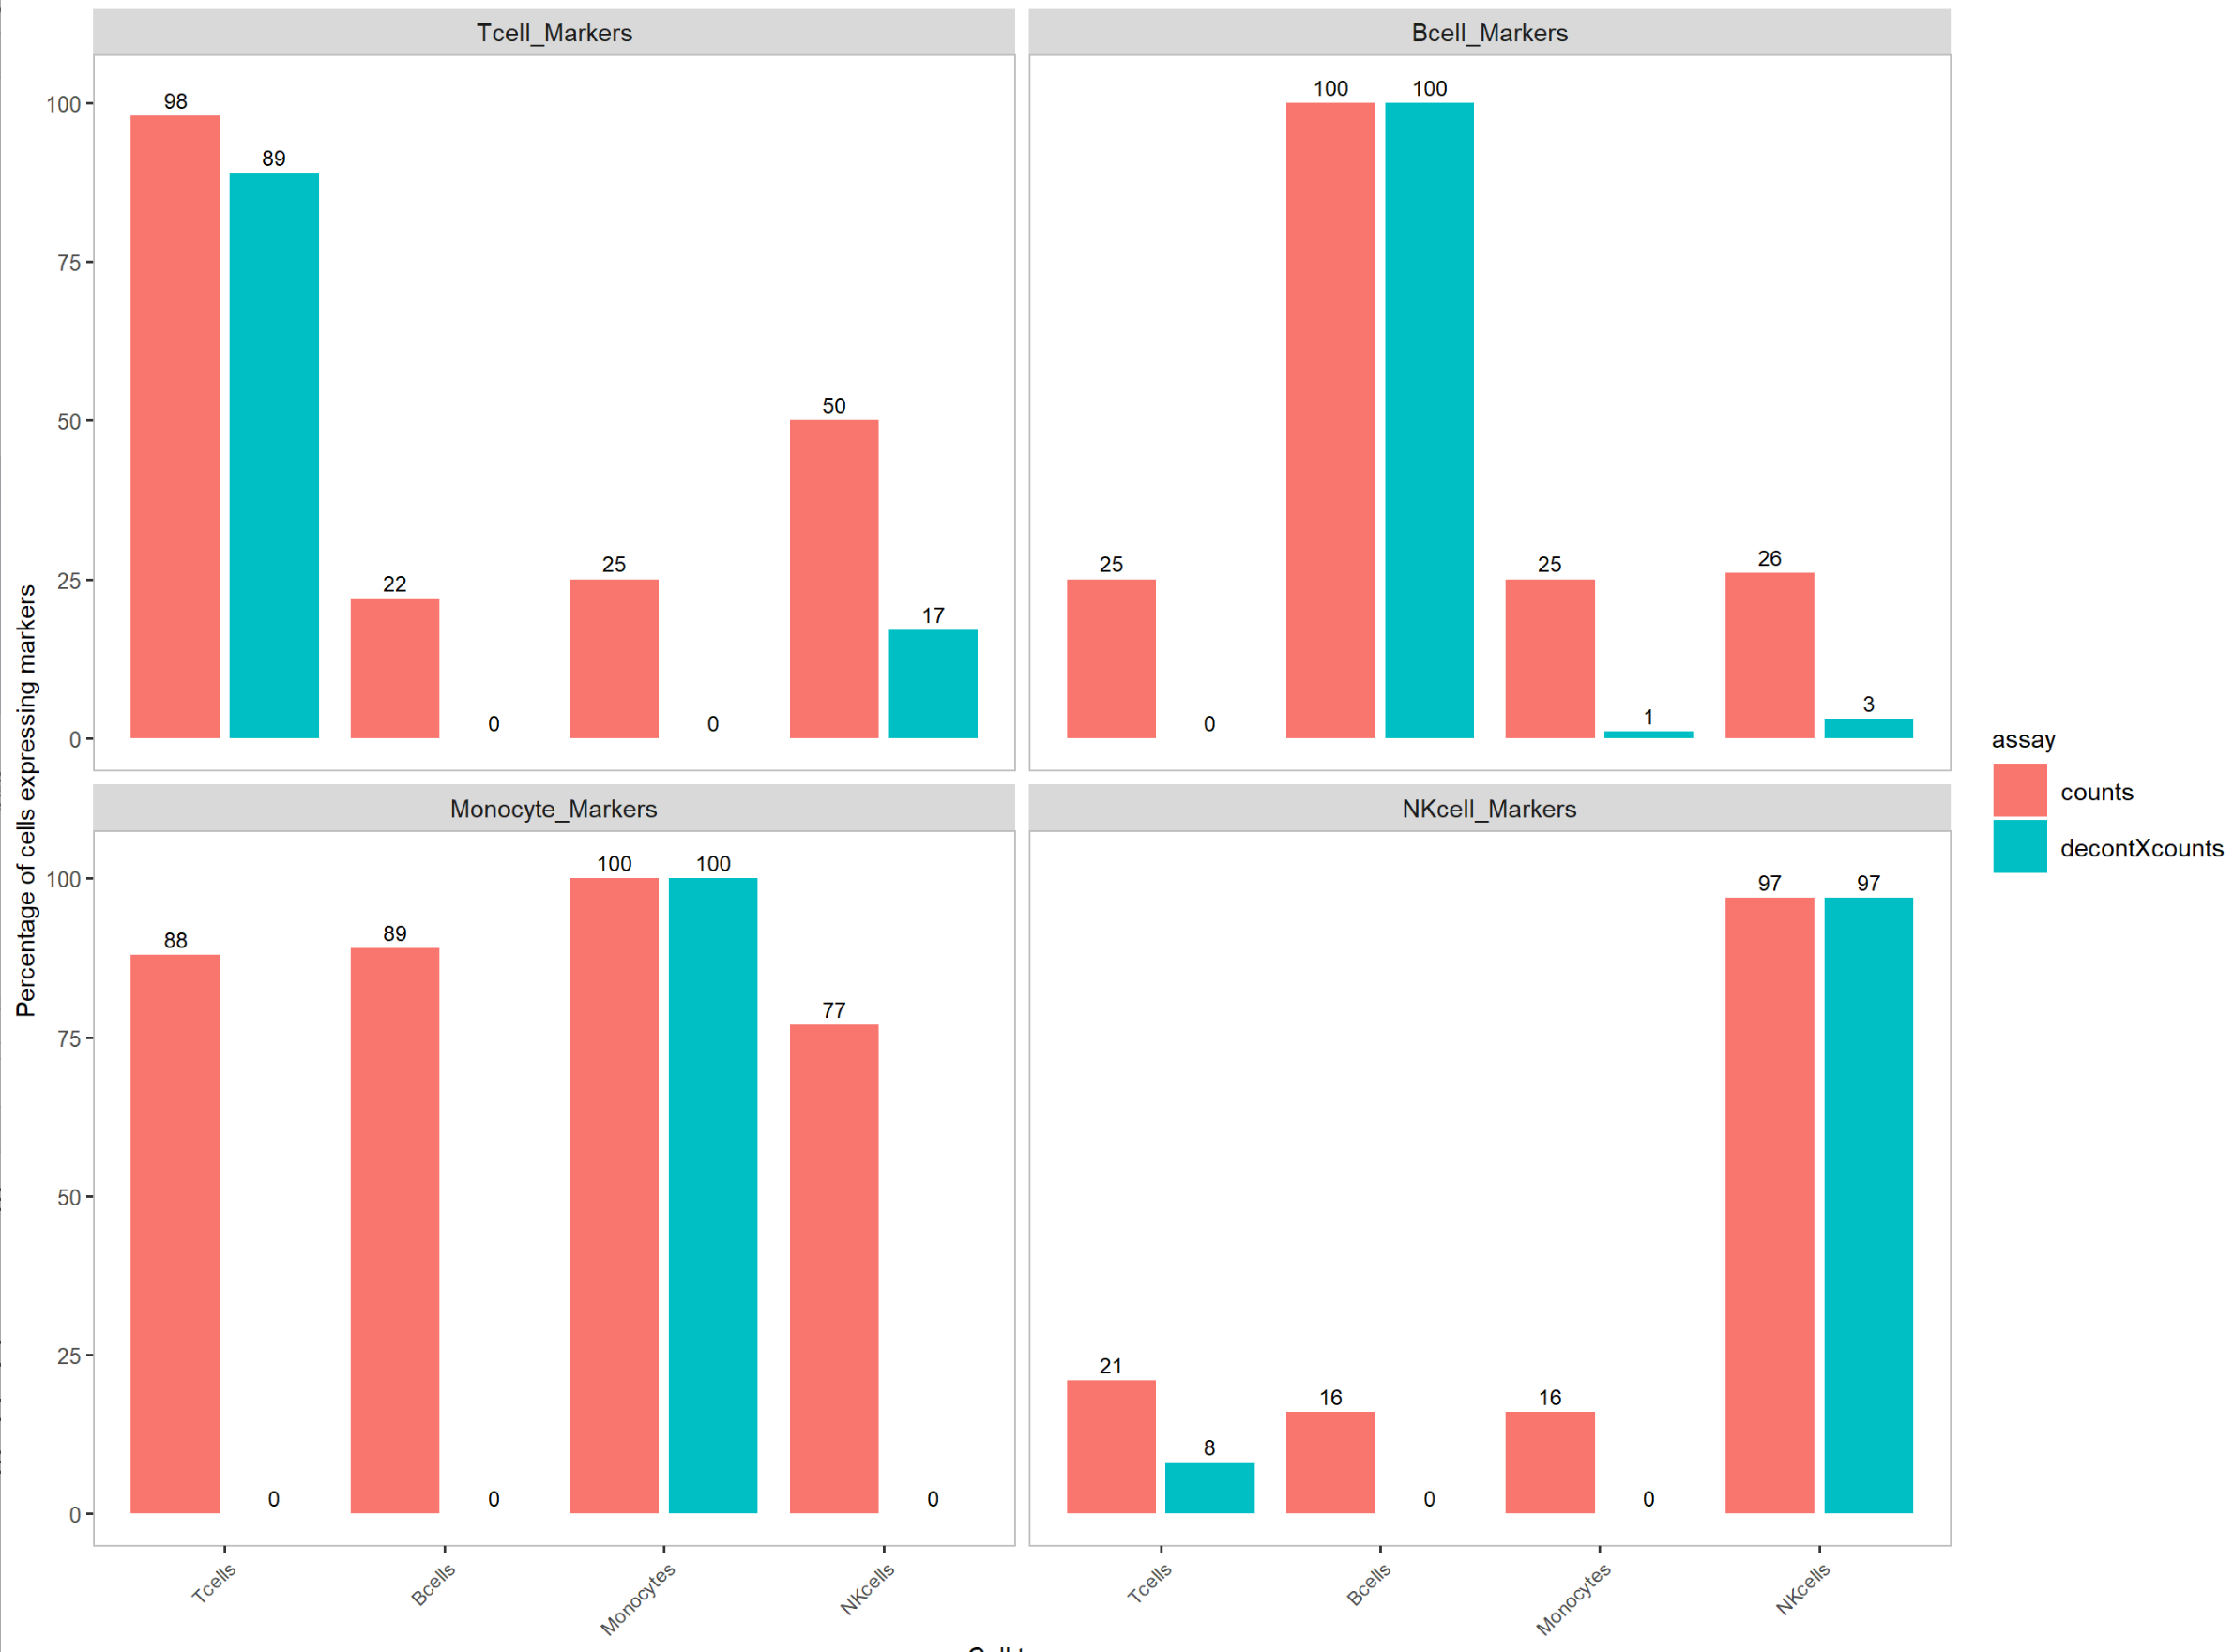 Tcell_Markers
Bcell_Markers
98
89
22
0
25
0
50
17
25
0
100
100
25
1
26
3
100
75
50
25
0
Monocyte_Markers
NKcell_Markers
88
0
89
0
100
100
77
0
21
8
16
0
16
0
97
97
100
75
50
25
0
Tcells
Bcells
Monocytes
NKcells
Tcells
Bcells
Monocytes
NKcells
Percentage of cells expressing markers
assay
counts
decontXcounts